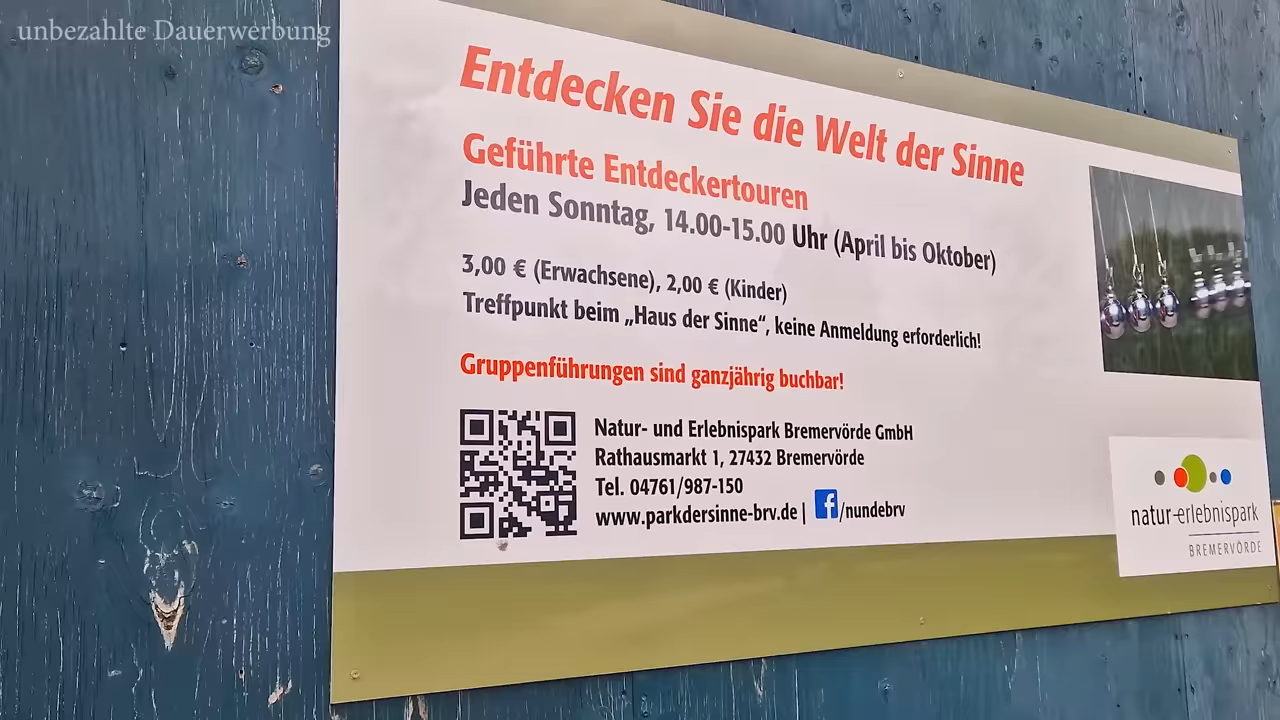 unbezahlte Dauerwerbung
Entdecken Sie die Welt der Sinne
Geführte Entdeckertouren
Jeden Sonntag, 14.00-15.00 Uhr (April bis Oktober)
3,00 € (Erwachsene), 2,00 € (Kinder)
Treffpunkt beim „Haus der Sinne“, keine Anmeldung erforderlich!
Gruppenführungen sind ganzjährig buchbar!
Natur- und Erlebnispark Bremervörde GmbH
Rathausmarkt 1, 27432 Bremervörde
Tel. 04761/987-150
www.parkdersinne-brv.de | f/nundebrv
natur-erlebnispark
BREMERVÖRDE